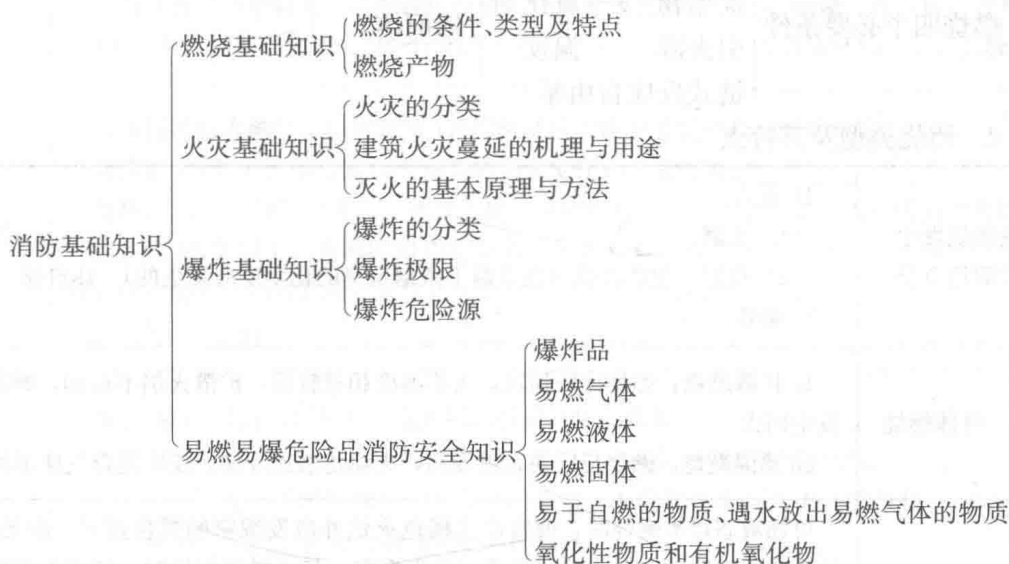 消防基础知识
燃烧基础知识
燃烧的条件、类型及特点
燃烧产物
火灾基础知识
火灾的分类
建筑火灾蔓延的机理与用途
灭火的基本原理与方法
爆炸基础知识
爆炸的分类
爆炸极限
爆炸危险源
易燃易爆危险品消防安全知识
爆炸品
易燃气体
易燃液体
易燃固体
易于自燃的物质、遇水放出易燃气体的物质
氧化性物质和有机氧化物